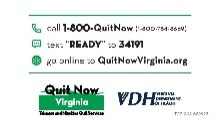 call 1-800-QuitNow (1-800-784-8669)
text "READY" to 34191
go online to QuitNowVirginia.org
Quit Now
Virginia
Tobacco and Nicotine Quit Services
VDH VIRGINIA
DEPARTMENT
OF HEALTH